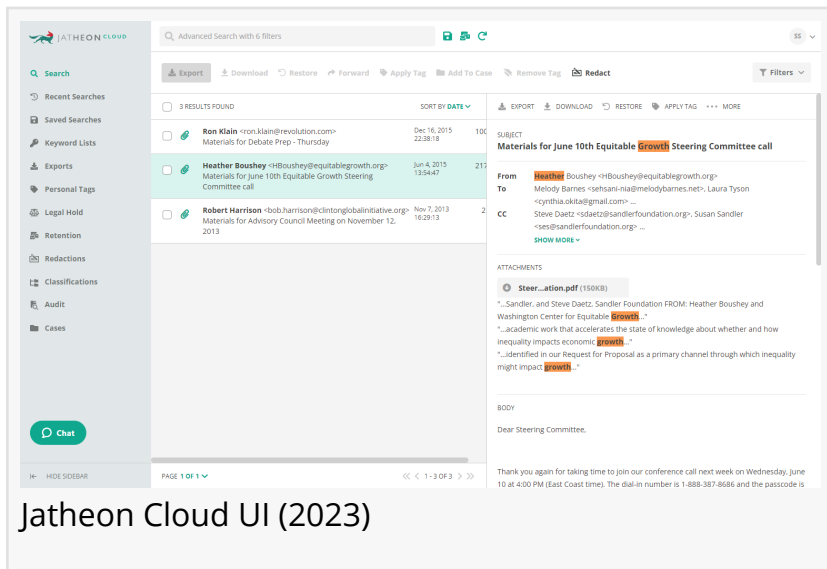 JATHEON CLOUD
Advanced Search with 6 filters
SS
Search
Recent Searches
Saved Searches
Keyword Lists
Exports
Personal Tags
Legal Hold
Retention
Redactions
Classifications
Audit
Cases
Chat
HIDE SIDEBAR
Export Download Restore Forward Apply Tag Add To Case Remove Tag Redact Filters
3 RESULTS FOUND SORT BY DATE
Ron Klain <ron.klain@revolution.com> Dec 16, 2015 100
Materials for Debate Prep - Thursday 22:38:18
Heather Boushey <HBoushey@equitablegrowth.org> Jun 4, 2015 217
Materials for June 10th Equitable Growth Steering 13:54:47
Committee call
Robert Harrison <bob.harrison@clintonglobalinitiative.org> Nov 7, 2013 2
Materials for Advisory Council Meeting on November 12, 16:29:13
2013
PAGE 1 OF 1 1 - 3 OF 3
EXPORT DOWNLOAD RESTORE APPLY TAG MORE
SUBJECT
Materials for June 10th Equitable Growth Steering Committee call
From Heather Boushey <HBoushey@equitablegrowth.org>
To Melody Barnes <sehsani-nia@melodybarnes.net>, Laura Tyson
<cynthia.okita@gmail.com> ...
CC Steve Daetz <sdaetz@sandlerfoundation.org>, Susan Sandler
<ses@sandlerfoundation.org> ...
SHOW MORE
ATTACHMENTS
Steer...ation.pdf (150KB)
"...Sandler, and Steve Daetz, Sandler Foundation FROM: Heather Boushey and
Washington Center for Equitable Growth..."
"...academic work that accelerates the state of knowledge about whether and how
inequality impacts economic growth..."
"...identified in our Request for Proposal as a primary channel through which inequality
might impact growth..."
BODY
Dear Steering Committee,
Thank you again for taking time to join our conference call next week on Wednesday, June
10 at 4:00 PM (East Coast time). The dial-in number is 1-888-387-8686 and the passcode is
Jatheon Cloud UI (2023)